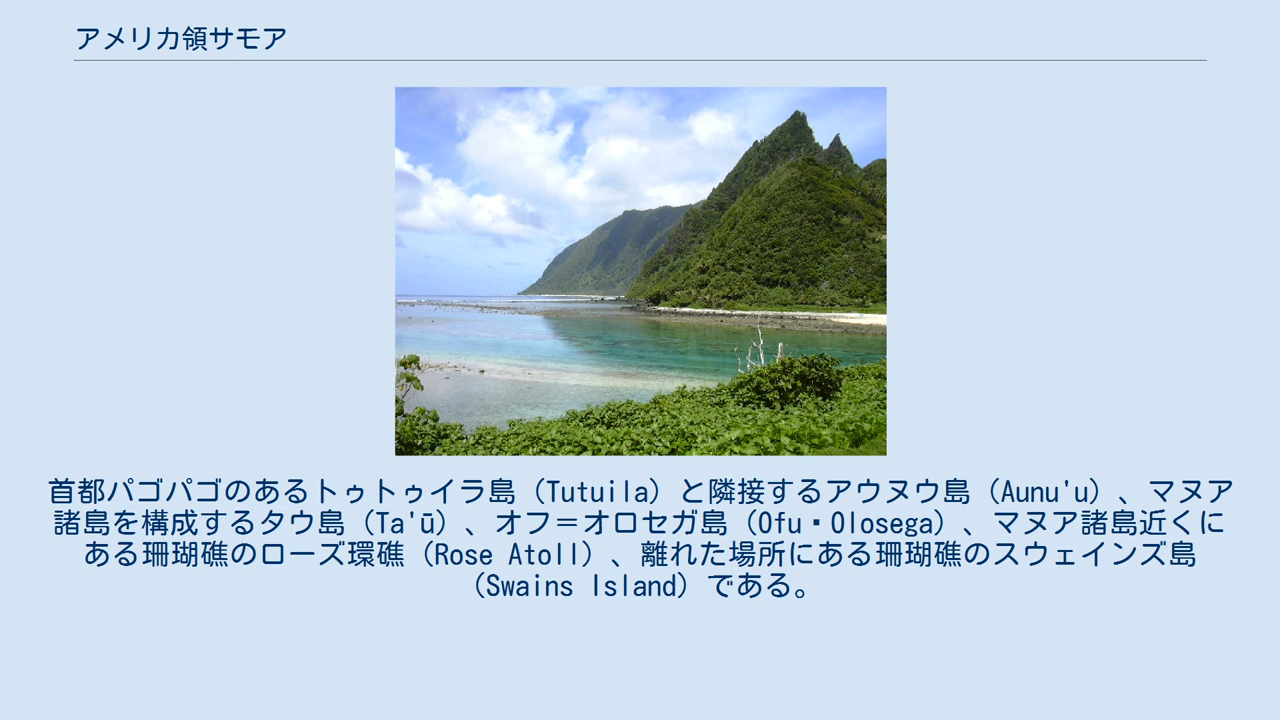 アメリカ領サモア
首都パゴパゴのあるトゥトゥイラ島（Tutuila）と隣接するアウヌウ島（Aunu'u）、マヌア
諸島を構成するタウ島（Ta'ū）、オフ＝オロセガ島（Ofu‐Olosega）、マヌア諸島近くに
ある珊瑚礁のローズ環礁（Rose Atoll）、離れた場所にある珊瑚礁のスウェインズ島
（Swains Island）である。